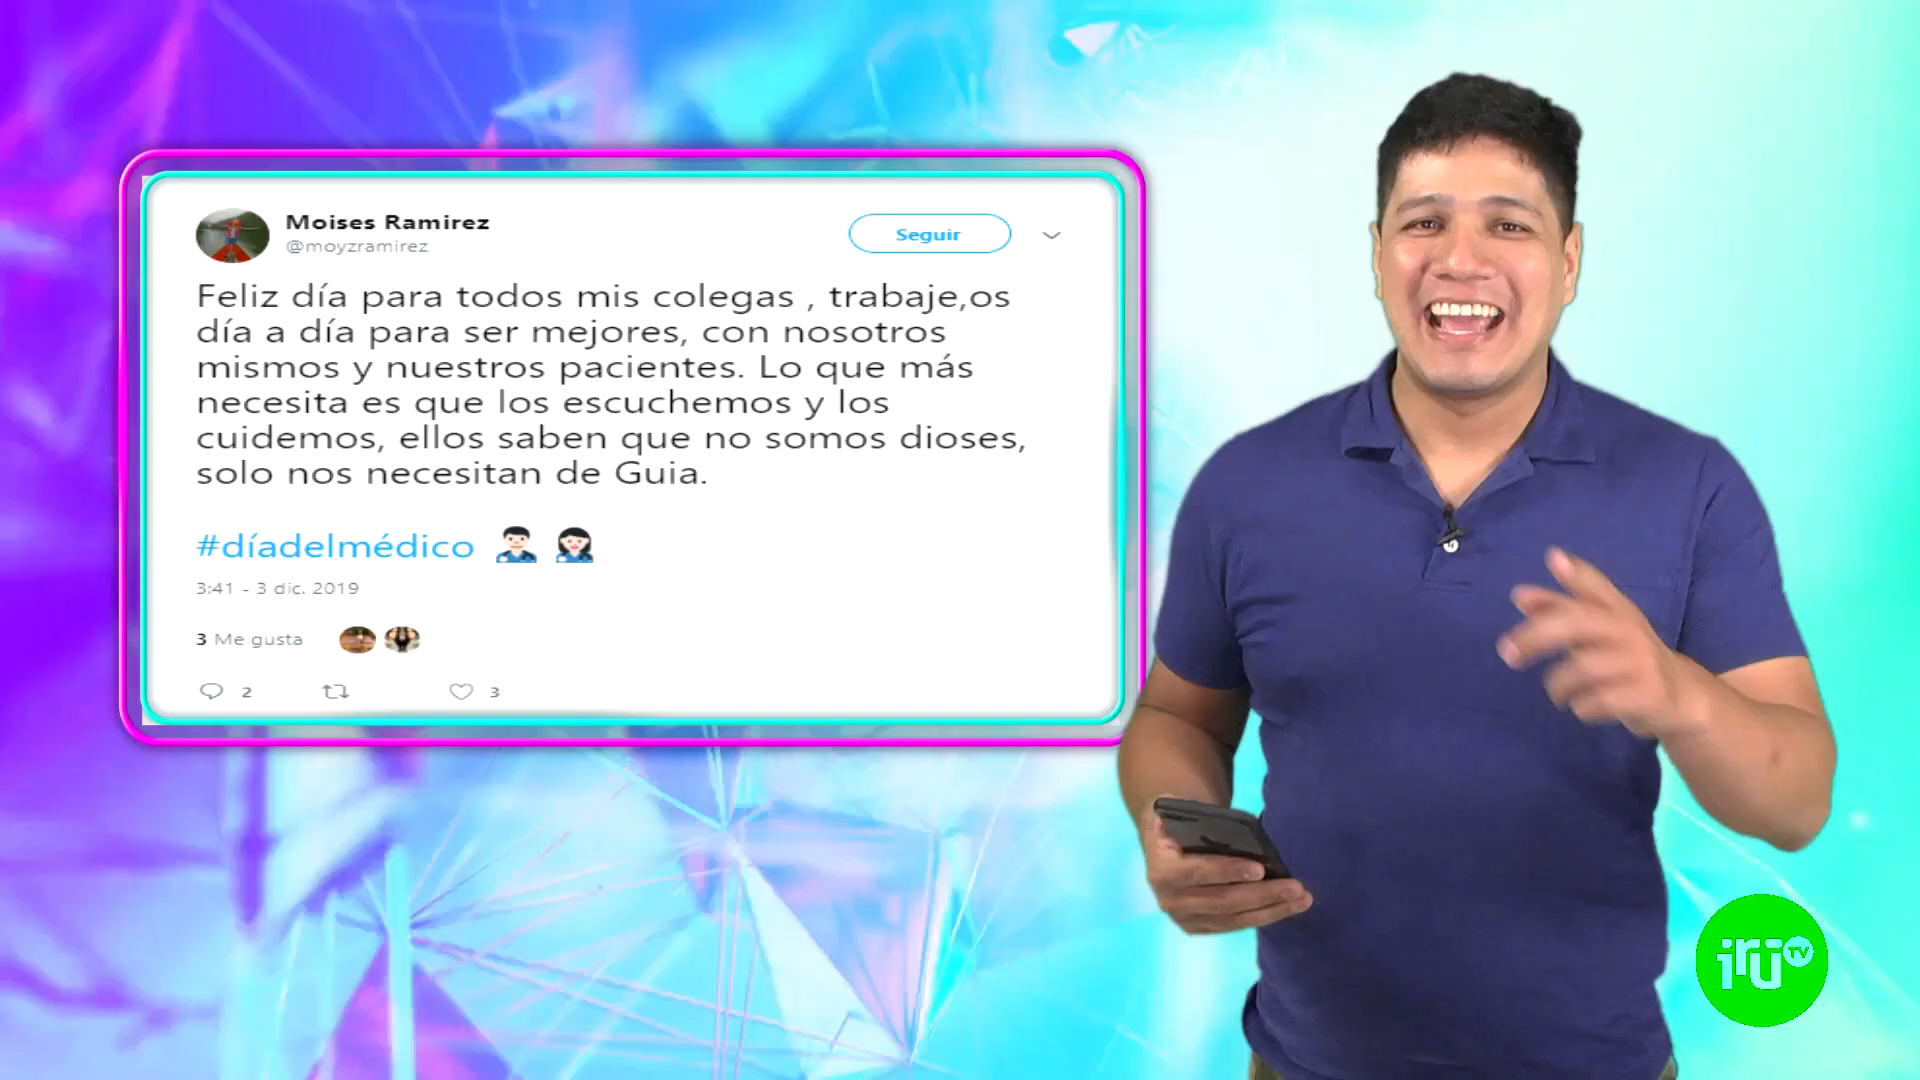 Moises Ramirez
@moyzramirez
Seguir
Feliz día para todos mis colegas , trabaje,os
día a día para ser mejores, con nosotros
mismos y nuestros pacientes. Lo que más
necesita es que los escuchemos y los
cuidemos, ellos saben que no somos dioses,
solo nos necesitan de Guia.
#díadelmédico
3:41 - 3 dic. 2019
3 Me gusta
2
3
irü TV